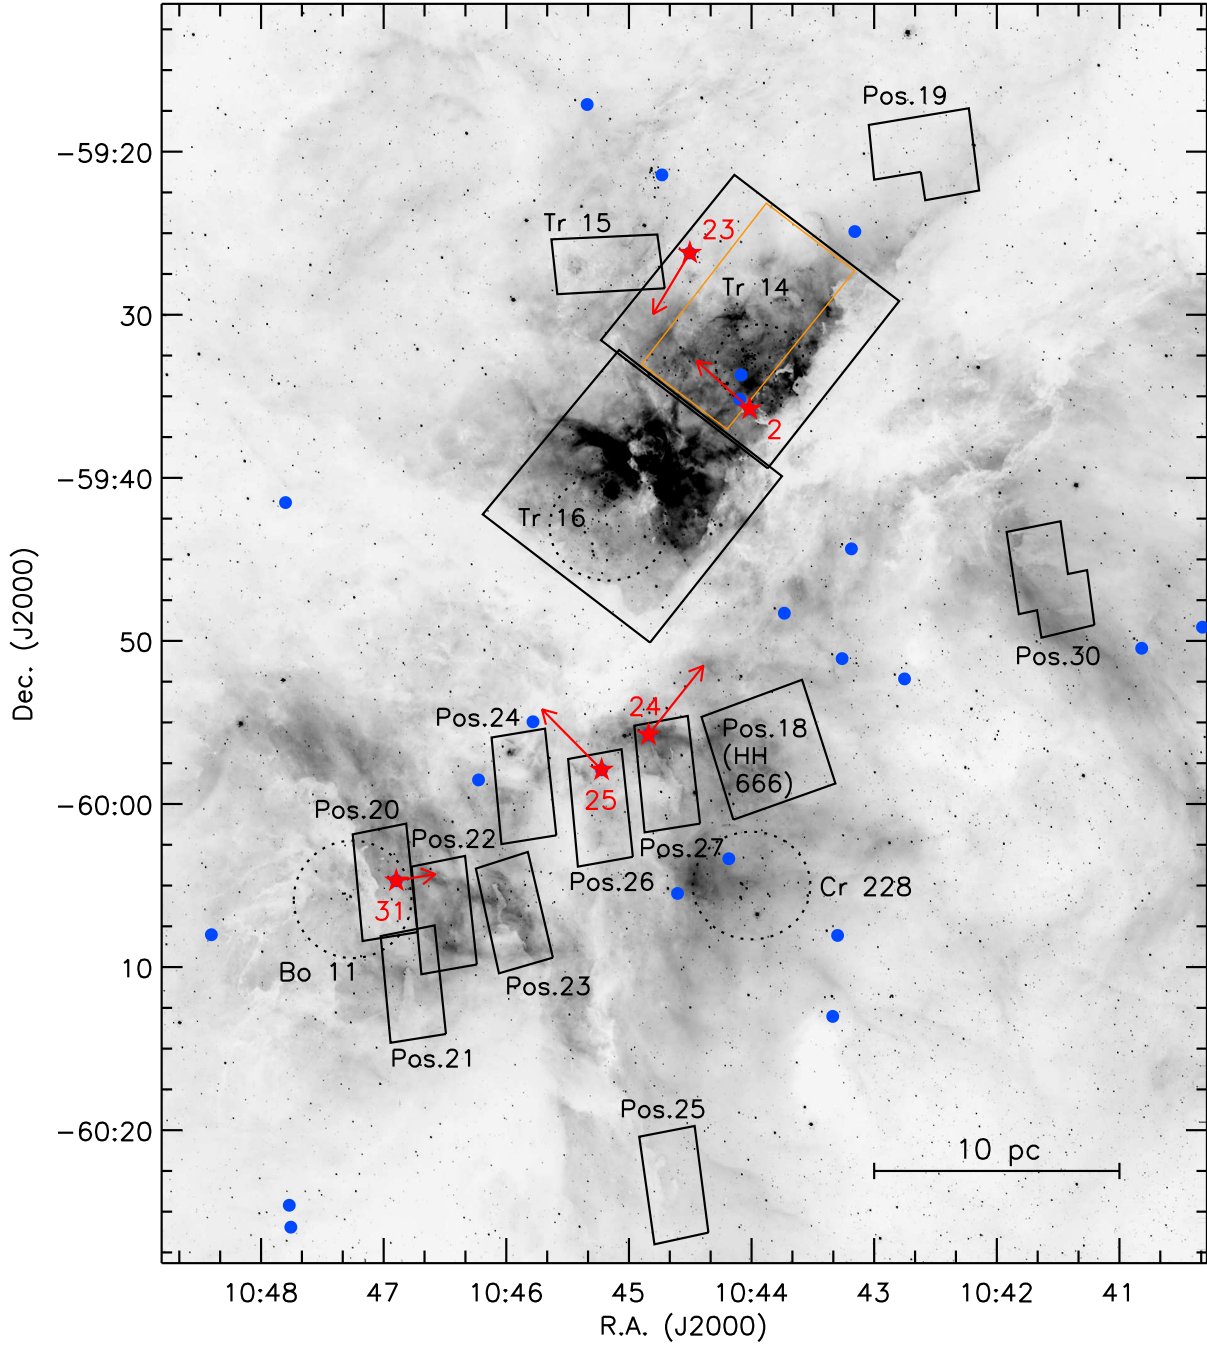 Pos.19
-59:20
Tr 15
23
Tr 14
30
2
-59:40
Tr 16
Dec. (J2000)
50
Pos.30
24
Pos.24
Pos.18
(HH
666)
25
-60:00
Pos.20
Pos.22
Pos.27
Pos.26
Cr 228
31
Bo 11
10
Pos.23
Pos.21
Pos.25
-60:20
10 pc
10:48 47 10:46 45 10:44 43 10:42 41
R.A. (J2000)